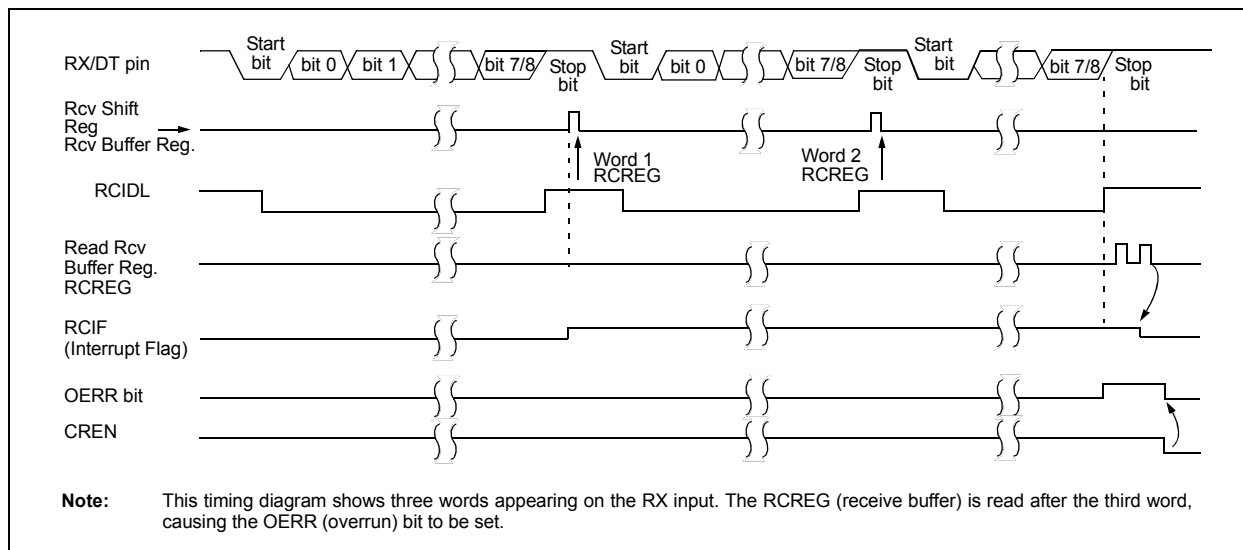 RX/DT pin
Start
bit
bit 0
bit 1
bit 7/8
Stop
bit
Start
bit
bit 0
bit 7/8
Stop
bit
Start
bit
bit 7/8
Stop
bit
Rcv Shift
Reg
Rcv Buffer Reg.
Word 1
RCREG
Word 2
RCREG
RCIDL
Read Rcv
Buffer Reg.
RCREG
RCIF
(Interrupt Flag)
OERR bit
CREN
Note: This timing diagram shows three words appearing on the RX input. The RCREG (receive buffer) is read after the third word,
causing the OERR (overrun) bit to be set.